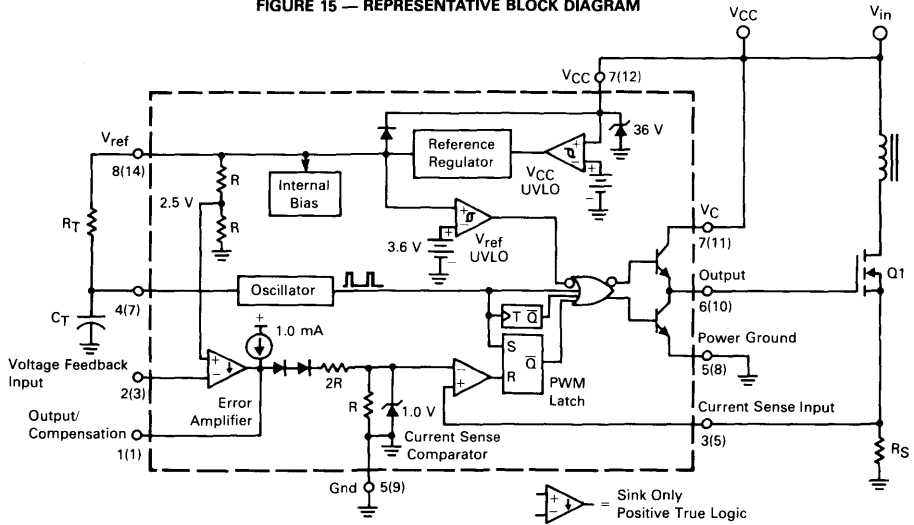 FIGURE 15 — REPRESENTATIVE BLOCK DIAGRAM
VCC
Vin
VCC
7(12)
36 V
Vref
8(14)
Reference
Regulator
+
−
VCC
UVLO
+
−
R
Internal
Bias
2.5 V
R
RT
+
−
3.6 V
+
−
Vref
UVLO
VC
7(11)
Q1
Output
6(10)
Oscillator
4(7)
CT
T Q
+
1.0 mA
S
Q
R
PWM
Latch
Power Ground
5(8)
Voltage Feedback
Input
2(3)
+
−
Error
Amplifier
2R
R
1.0 V
−
+
Current Sense
Comparator
Current Sense Input
3(5)
Output/
Compensation
1(1)
RS
Gnd
5(9)
+
−
= Sink Only
Positive True Logic